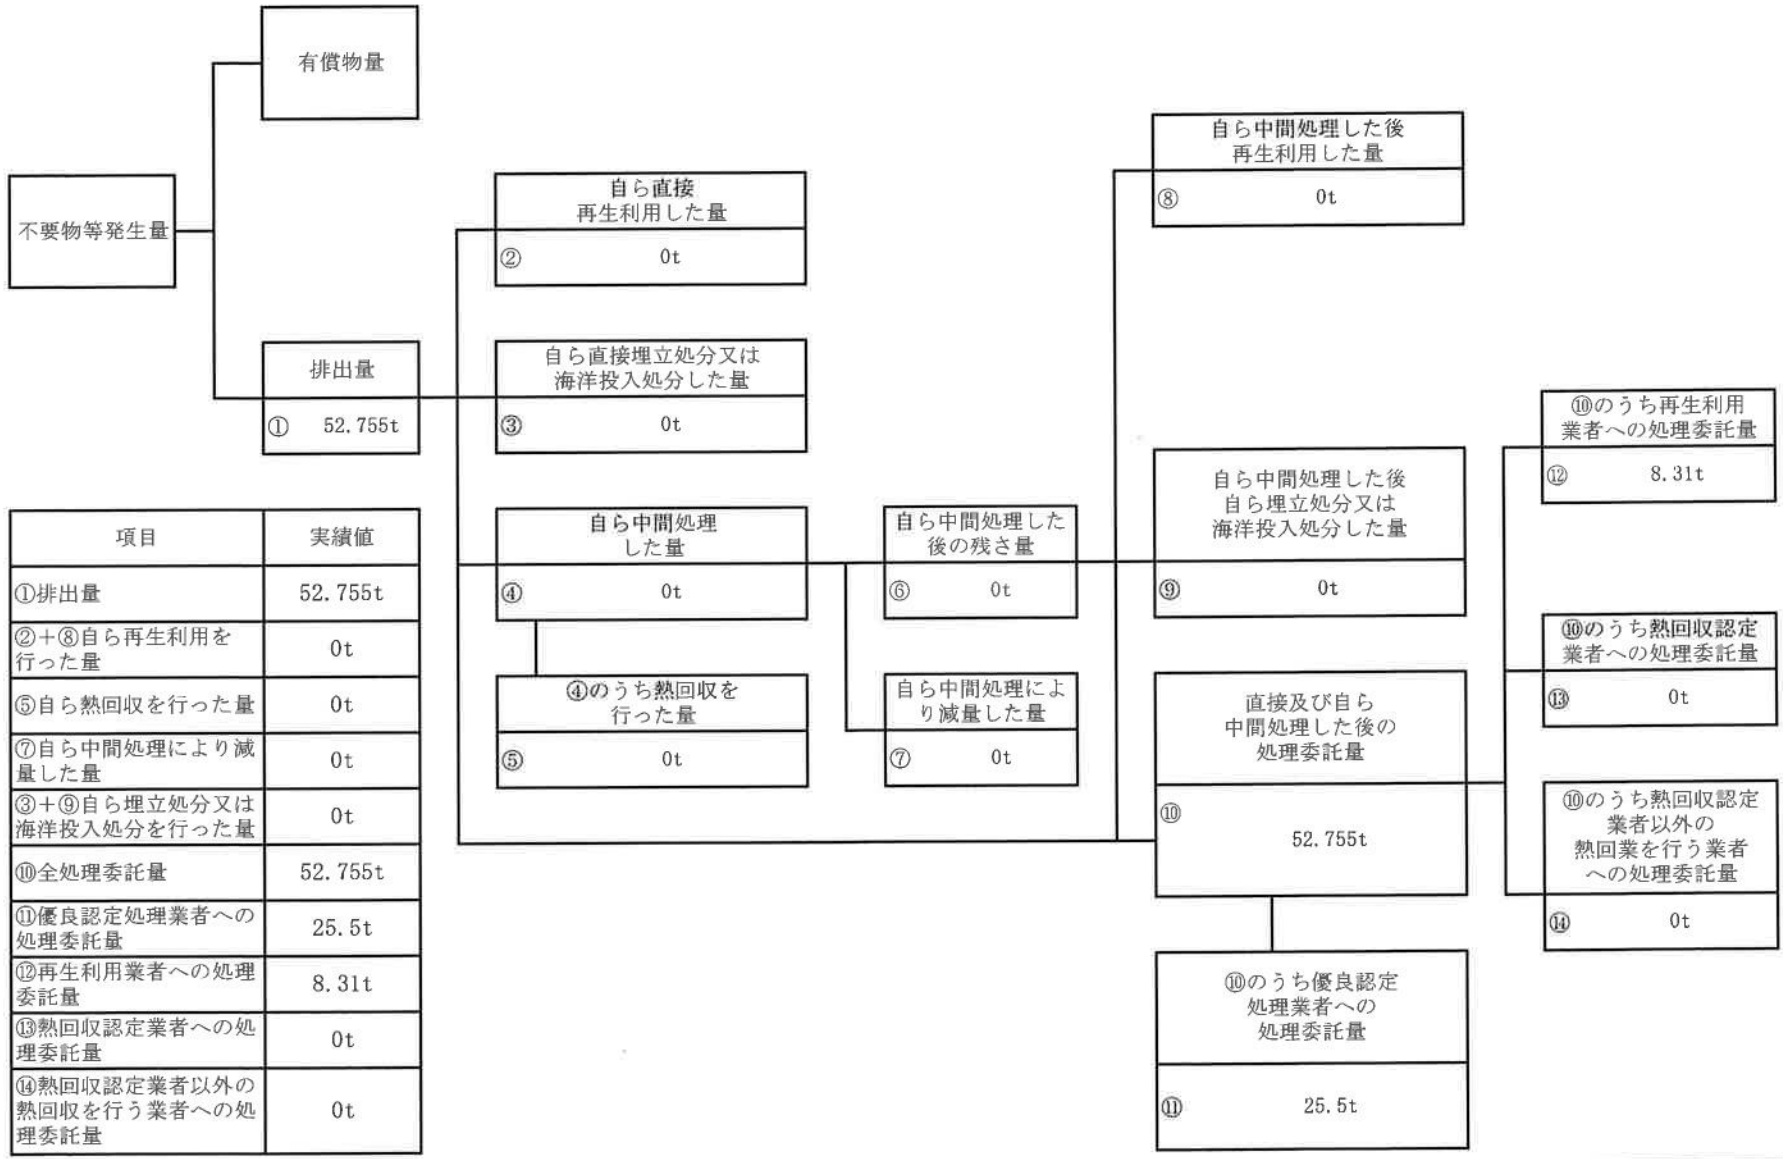 有償物量
不要物等発生量
排出量
① 52.755t
自ら直接
再生利用した量
② 0t
自ら直接埋立処分又は
海洋投入処分した量
③ 0t
自ら中間処理
した量
④ 0t
④のうち熱回収を
行った量
⑤ 0t
自ら中間処理した
後の残さ量
⑥ 0t
自ら中間処理によ
り減量した量
⑦ 0t
自ら中間処理した後
再生利用した量
⑧ 0t
自ら中間処理した後
自ら埋立処分又は
海洋投入処分した量
⑨ 0t
直接及び自ら
中間処理した後の
処理委託量
⑩
52.755t
⑩のうち優良認定
処理業者への
処理委託量
⑪ 25.5t
⑩のうち再生利用
業者への処理委託量
⑫ 8.31t
⑩のうち熱回収認定
業者への処理委託量
⑬ 0t
⑩のうち熱回収認定
業者以外の
熱回業を行う業者
への処理委託量
⑭ 0t
項目 実績値
①排出量 52.755t
②+⑧自ら再生利用を
行った量 0t
⑤自ら熱回収を行った量 0t
⑦自ら中間処理により減
量した量 0t
③+⑨自ら埋立処分又は
海洋投入処分を行った量 0t
⑩全処理委託量 52.755t
⑪優良認定処理業者への
処理委託量 25.5t
⑫再生利用業者への処理
委託量 8.31t
⑬熱回収認定業者への処
理委託量 0t
⑭熱回収認定業者以外の
熱回収を行う業者への処
理委託量 0t